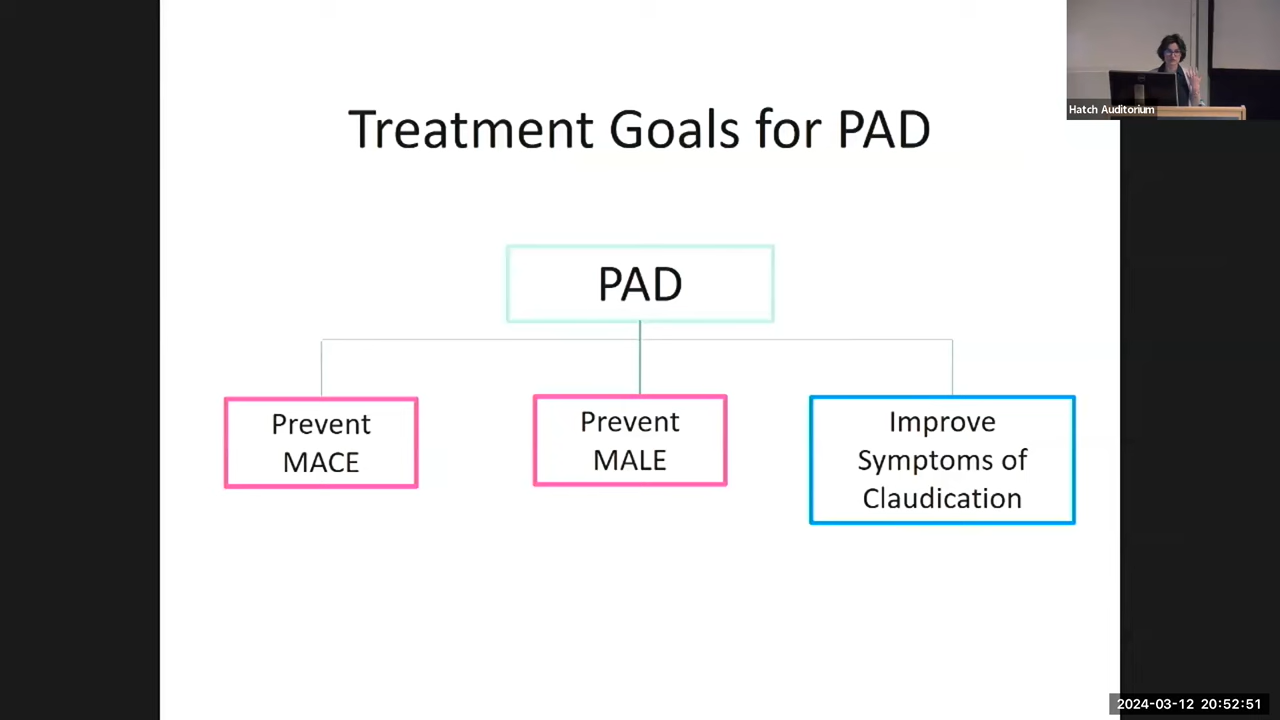 Hatch Auditorium
Treatment Goals for PAD
PAD
Prevent
MACE
Prevent
MALE
Improve
Symptoms of
Claudication
2024-03-12 20:52:51